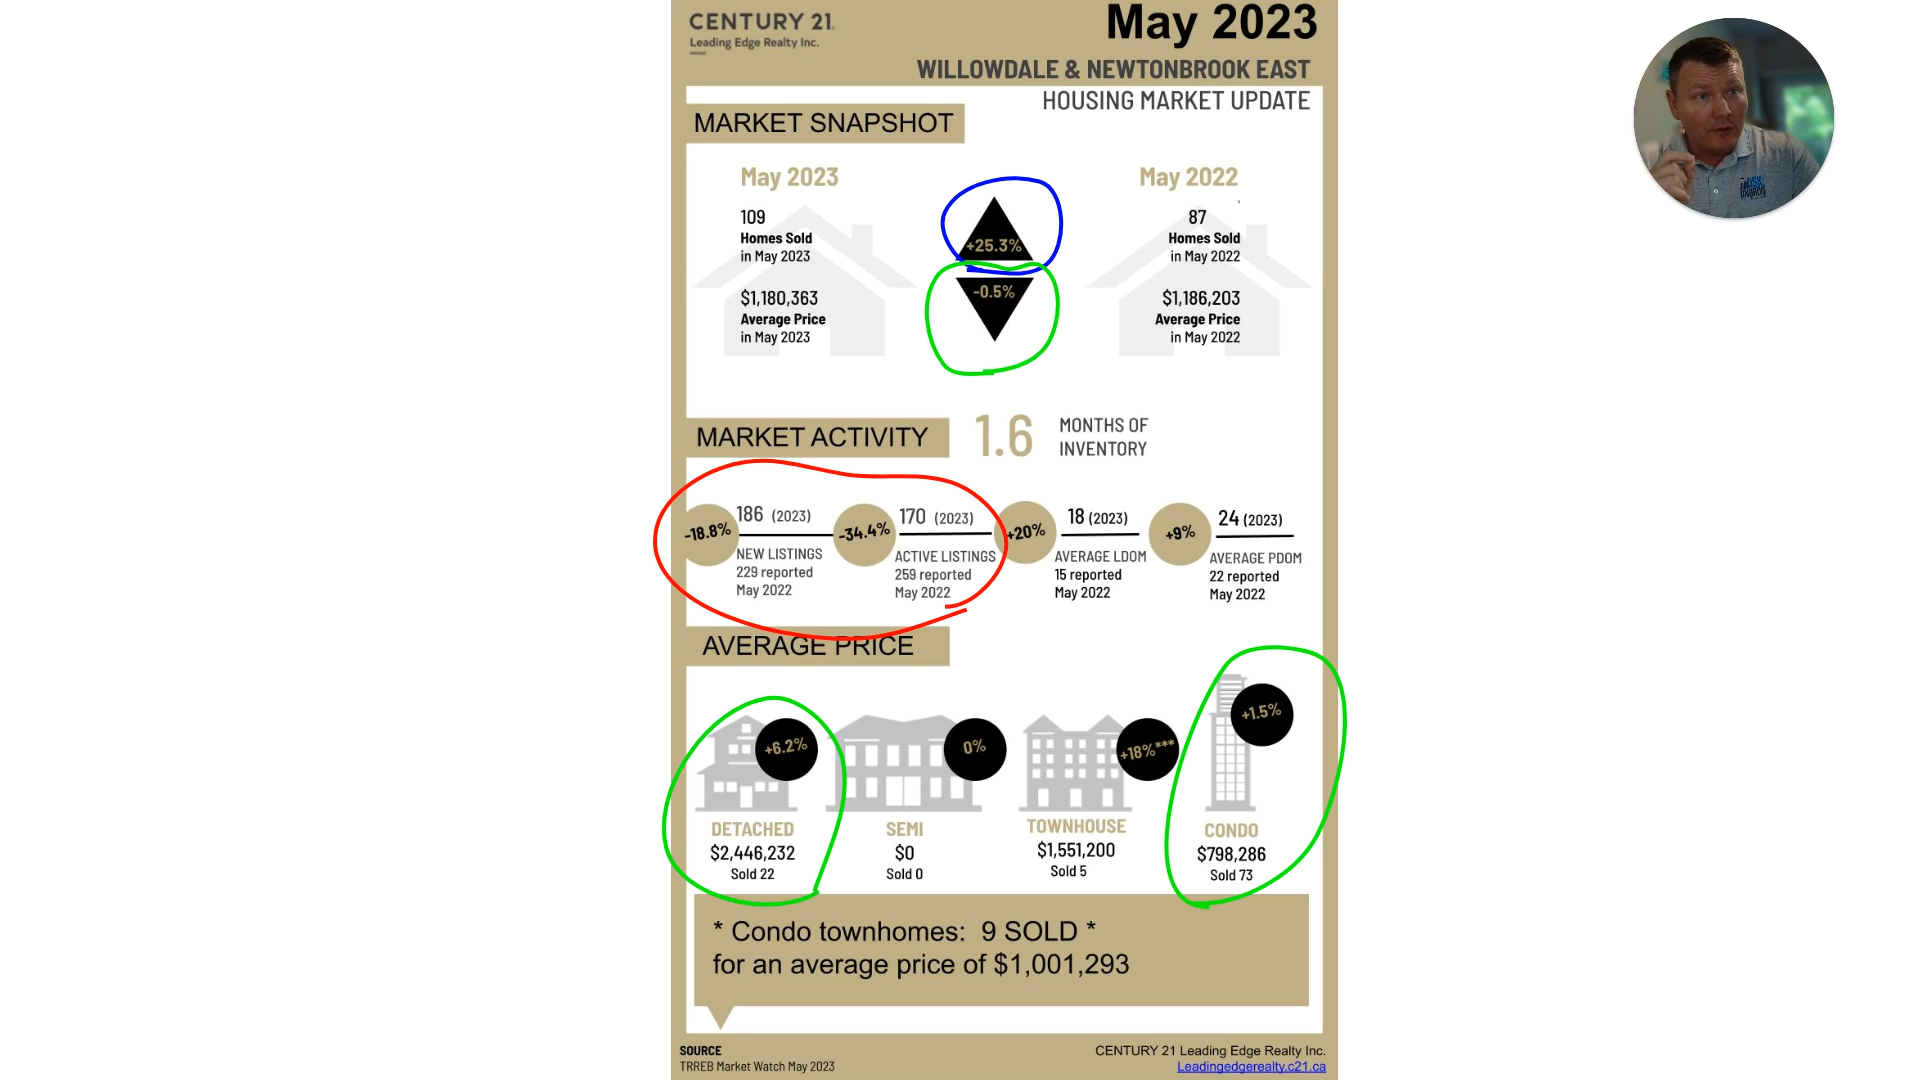 CENTURY 21.
Leading Edge Realty Inc.
May 2023
WILLOWDALE & NEWTONBROOK EAST
HOUSING MARKET UPDATE
MARKET SNAPSHOT
May 2023
109
Homes Sold
in May 2023
$1,180,363
Average Price
in May 2023
+25.3%
-0.5%
May 2022
87
Homes Sold
in May 2022
$1,186,203
Average Price
in May 2022
MARKET ACTIVITY
1.6
MONTHS OF
INVENTORY
-18.8%
186 (2023)
NEW LISTINGS
229 reported
May 2022
-34.4%
170 (2023)
ACTIVE LISTINGS
259 reported
May 2022
+20%
18 (2023)
AVERAGE LDOM
15 reported
May 2022
+9%
24 (2023)
AVERAGE PDOM
22 reported
May 2022
AVERAGE PRICE
+6.2%
DETACHED
$2,446,232
Sold 22
0%
SEMI
$0
Sold 0
+18%***
TOWNHOUSE
$1,551,200
Sold 5
+1.5%
CONDO
$798,286
Sold 73
* Condo townhomes: 9 SOLD *
for an average price of $1,001,293
SOURCE
TRREB Market Watch May 2023
CENTURY 21 Leading Edge Realty Inc.
Leadingedgerealty.c21.ca